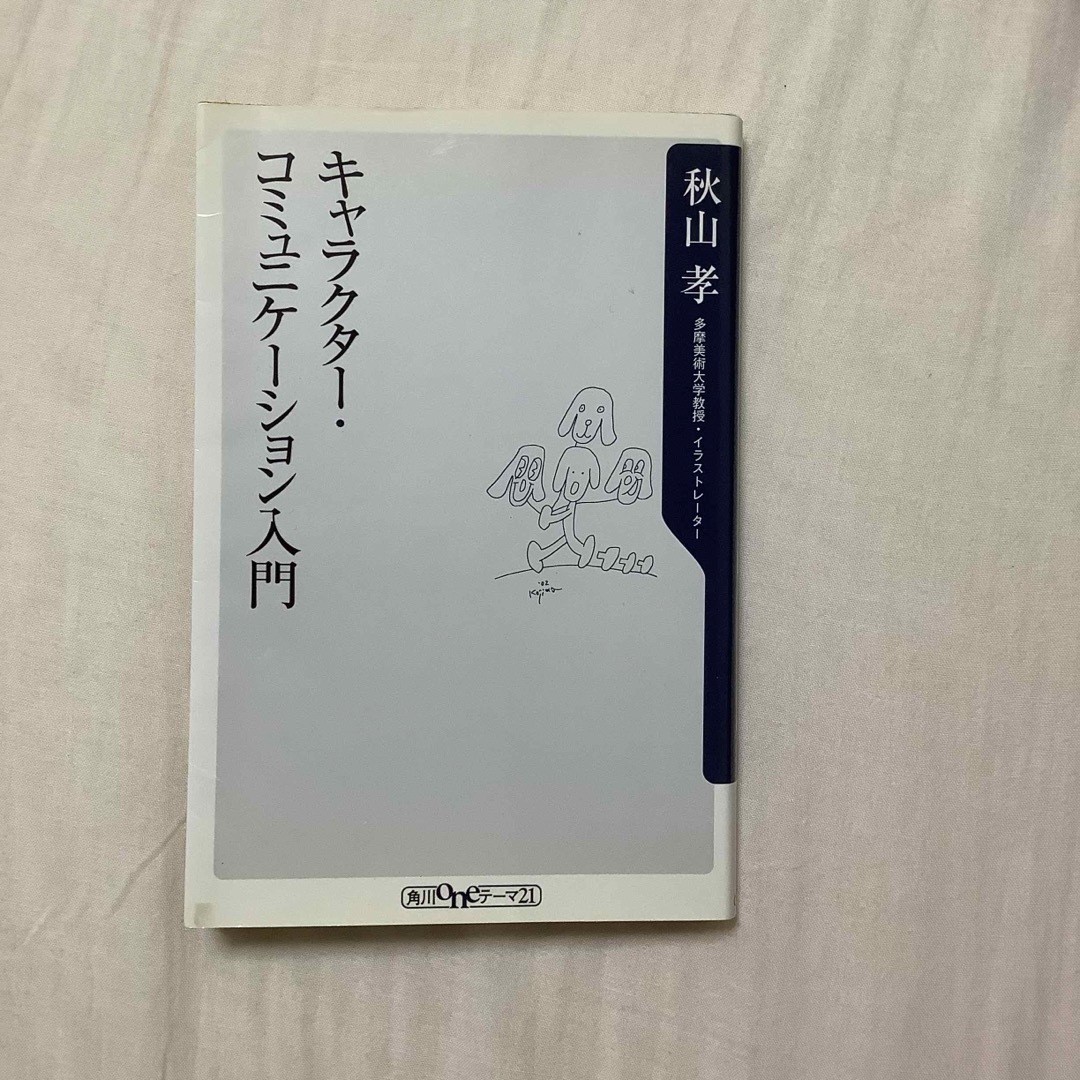 秋山 孝
多摩美術大学教授・イラストレーター
キャラクター・
コミュニケーション入門
'02
Kojima
角川oneテーマ21